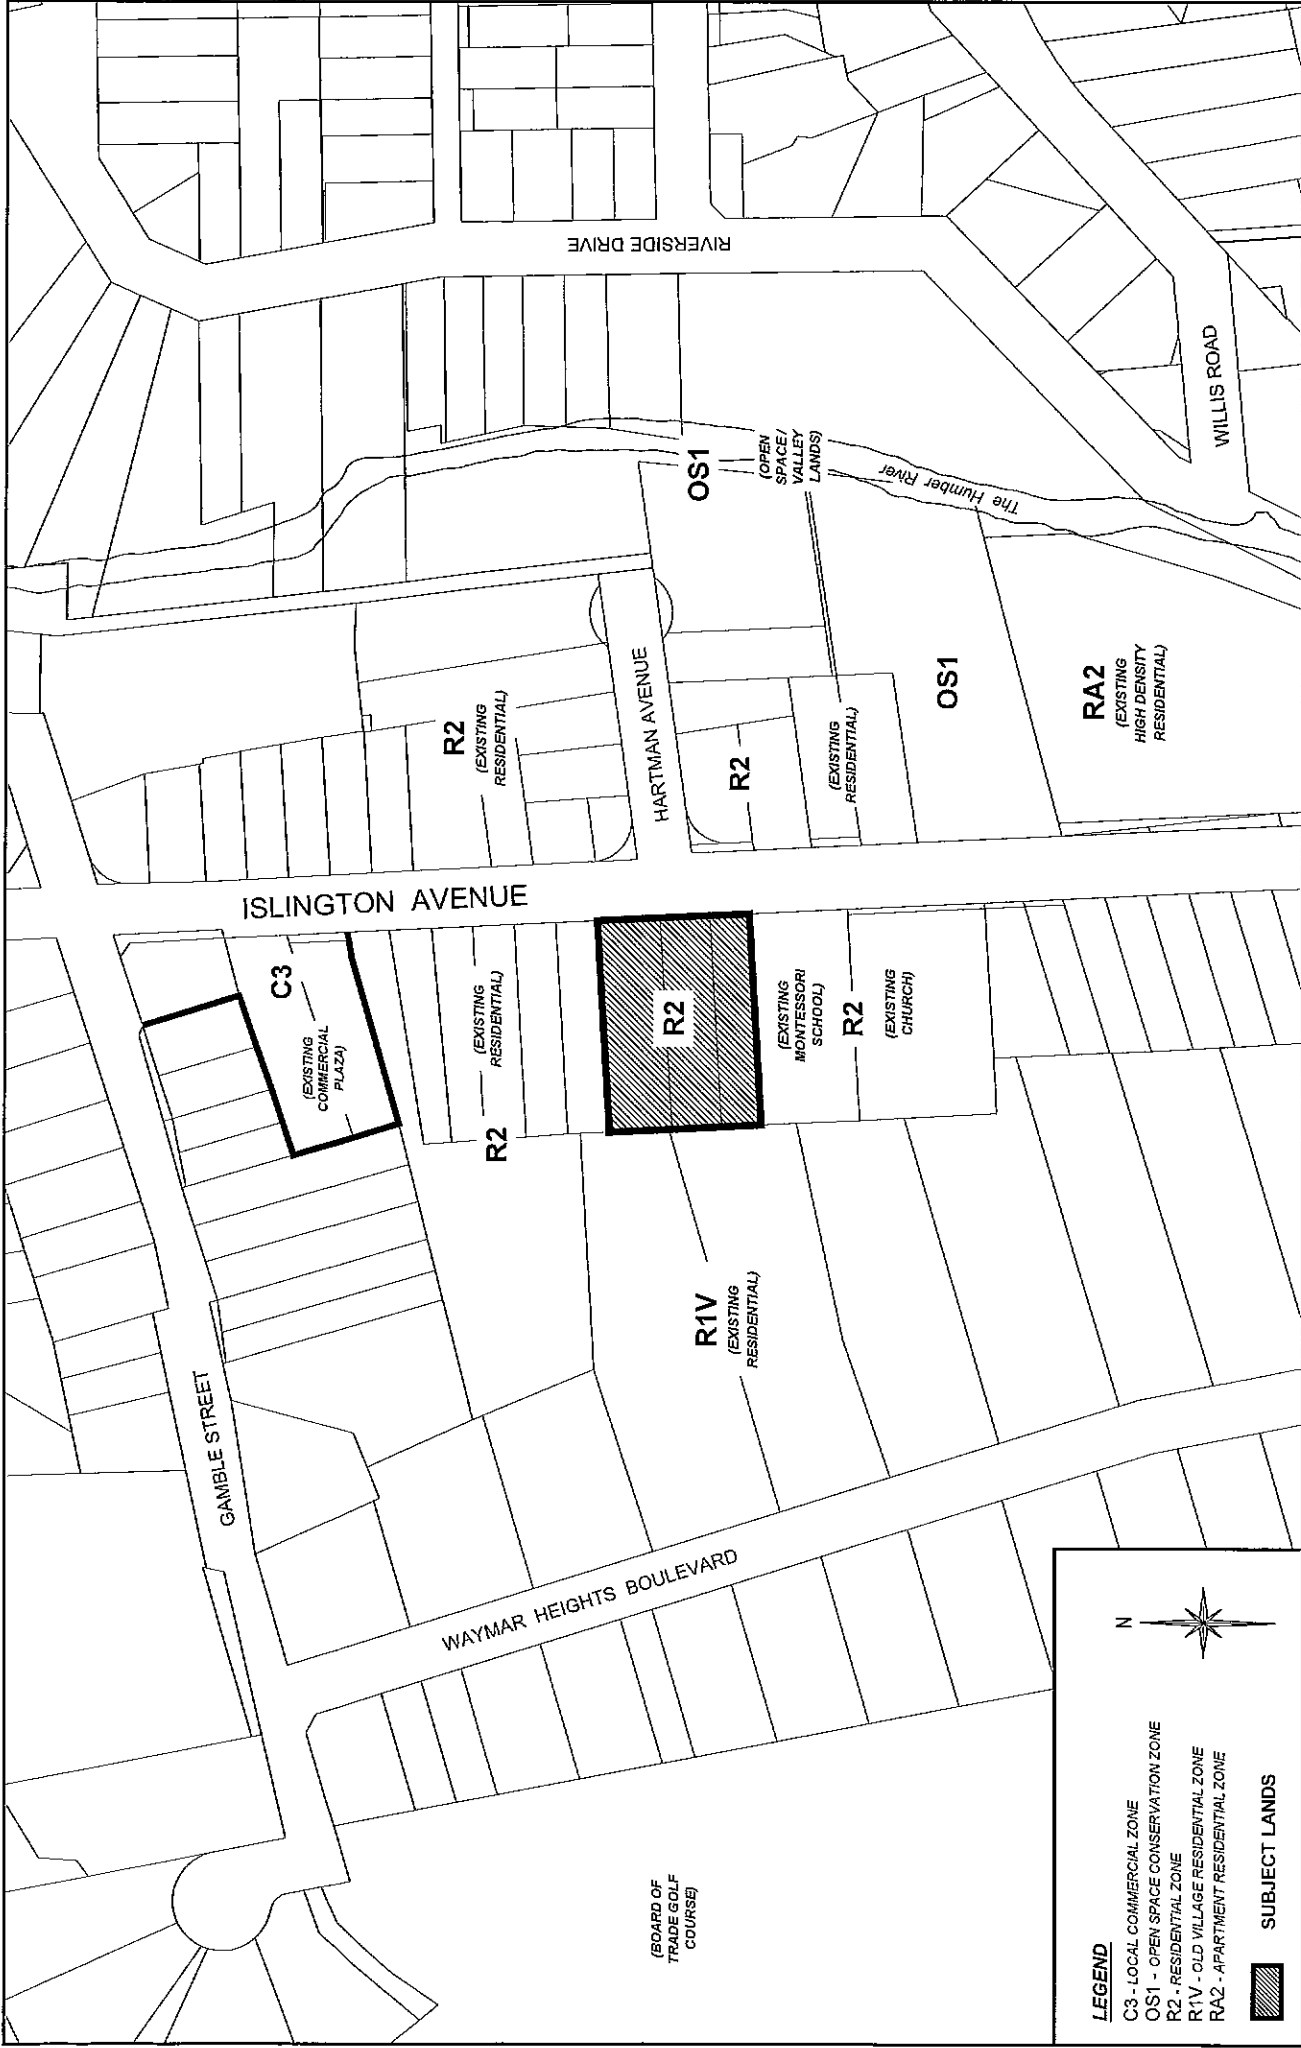 GAMBLE STREET
C3
(EXISTING
COMMERCIAL
PLAZA)
ISLINGTON AVENUE
R2
(EXISTING
RESIDENTIAL)
RIVERSIDE DRIVE
WAYMAR HEIGHTS BOULEVARD
R2
(EXISTING
RESIDENTIAL)
HARTMAN AVENUE
OS1
(OPEN
SPACE /
VALLEY
LANDS)
(BOARD OF
TRADE GOLF
COURSE)
R1V
(EXISTING
RESIDENTIAL)
R2
R2
(EXISTING
RESIDENTIAL)
The Humber River
(EXISTING
MONTESSORI
SCHOOL)
R2
(EXISTING
CHURCH)
OS1
RA2
(EXISTING
HIGH DENSITY
RESIDENTIAL)
WILLIS ROAD
LEGEND
C3 - LOCAL COMMERCIAL ZONE
OS1 - OPEN SPACE CONSERVATION ZONE
R2 - RESIDENTIAL ZONE
R1V - OLD VILLAGE RESIDENTIAL ZONE
RA2 - APARTMENT RESIDENTIAL ZONE
SUBJECT LANDS
N